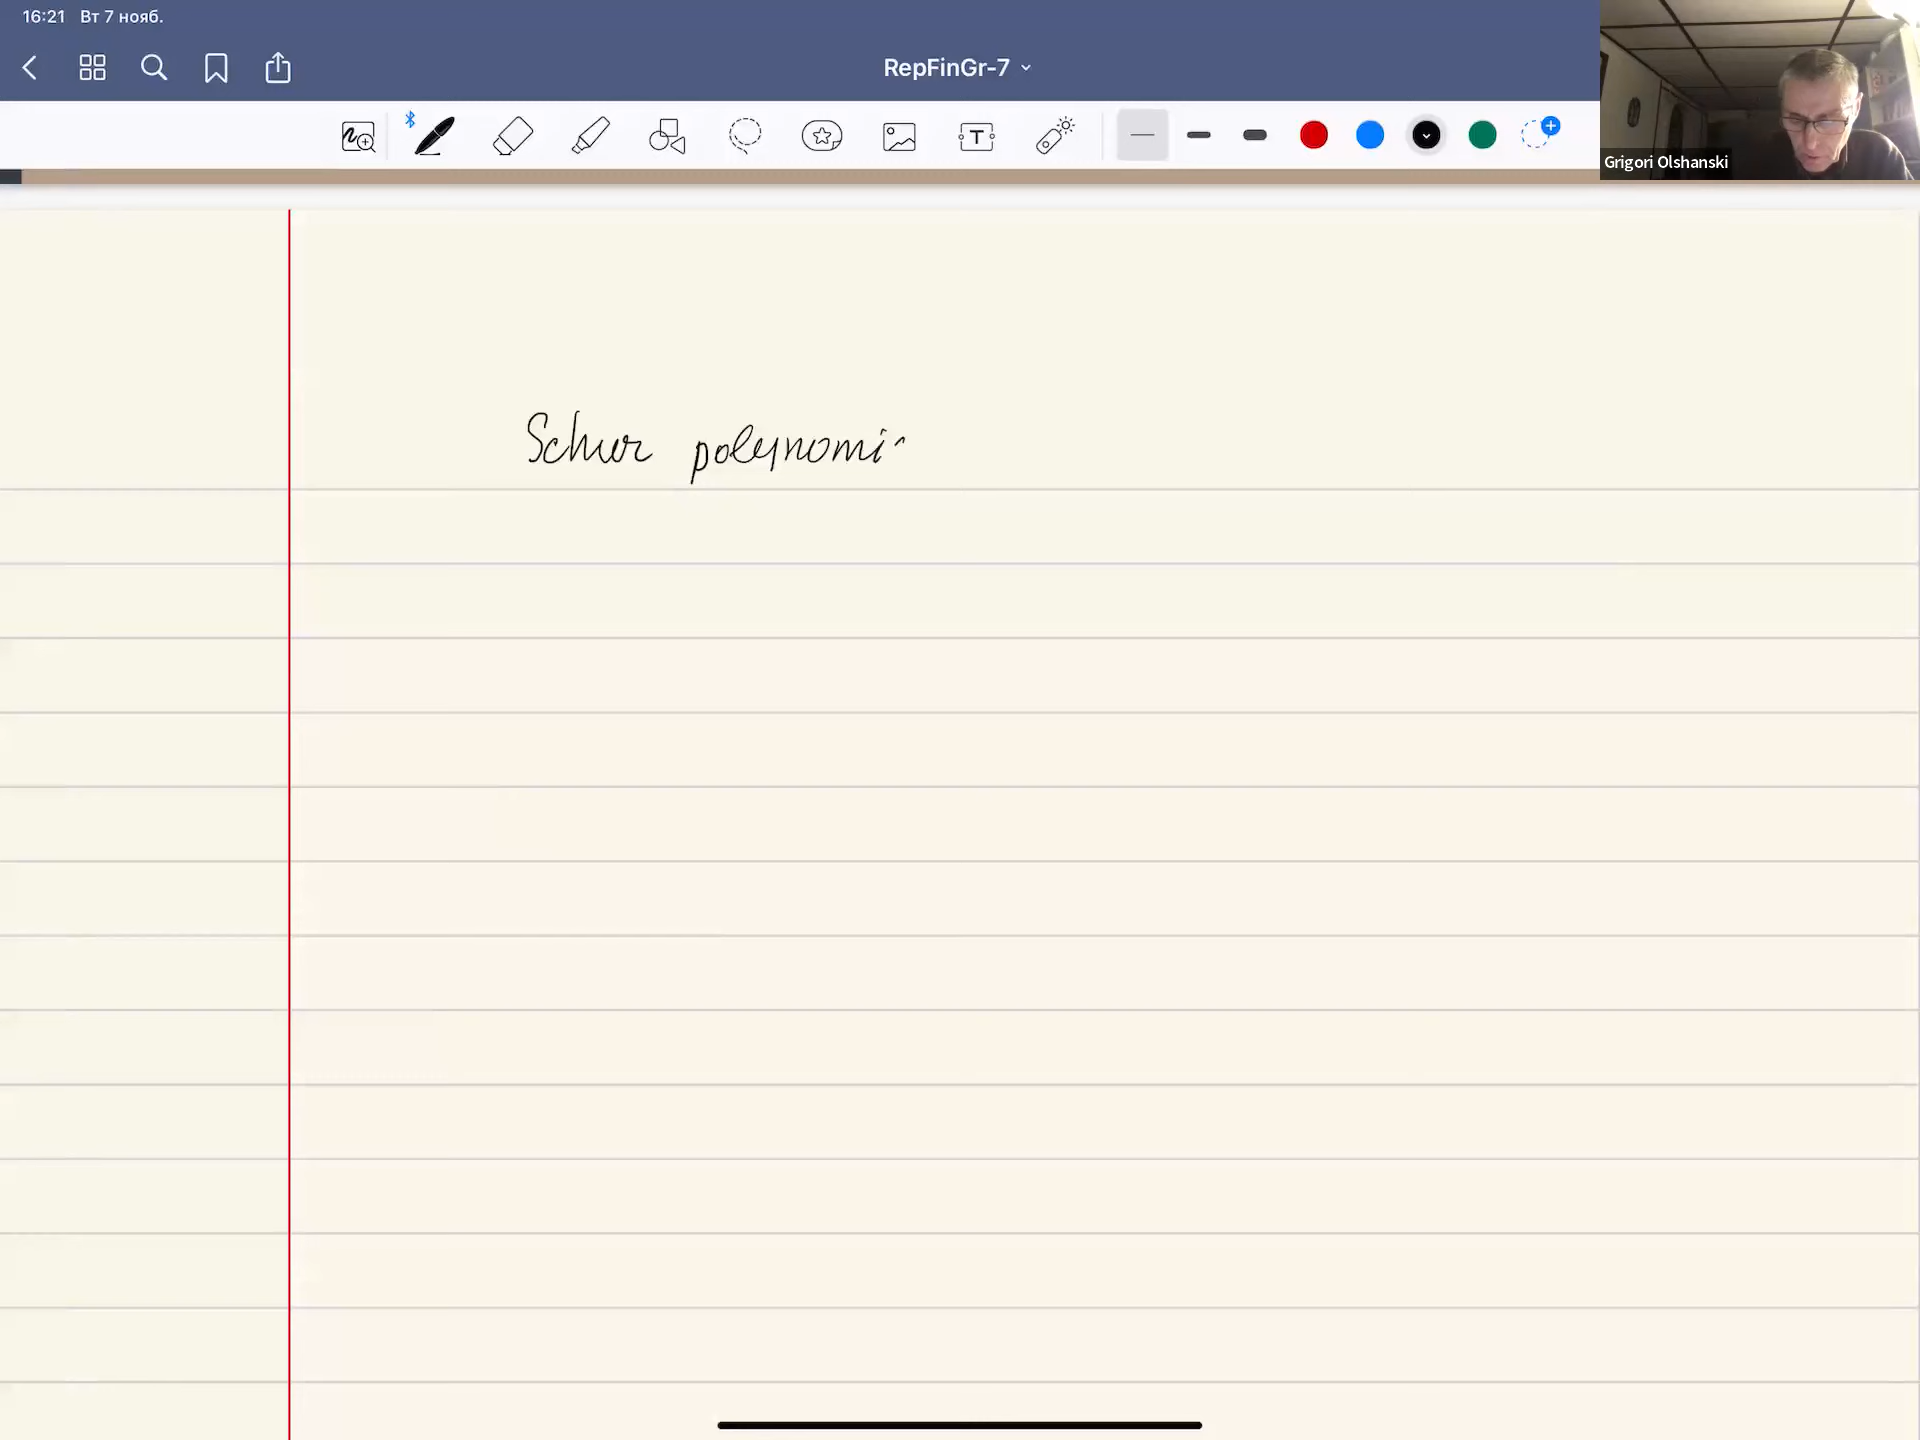 16:21 Вт 7 нояб.
RepFinGr-7
T
Grigori Olshanski
Schur polynomi